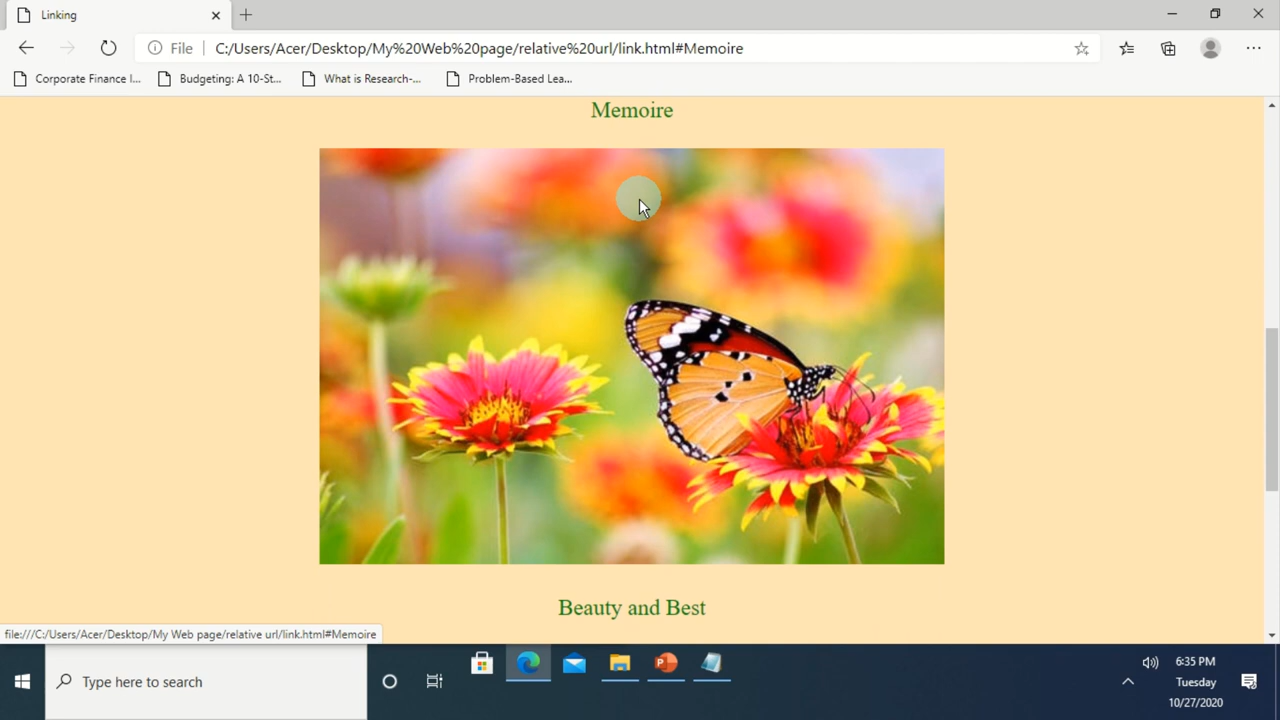 Linking
File
C:/Users/Acer/Desktop/My%20Web%20page/relative%20url/link.html#Memoire
Corporate Finance I...
Budgeting: A 10-St...
What is Research-...
Problem-Based Lea...
Memoire
Beauty and Best
file:///C:/Users/Acer/Desktop/My Web page/relative url/link.html#Memoire
Type here to search
6:35 PM
Tuesday
10/27/2020